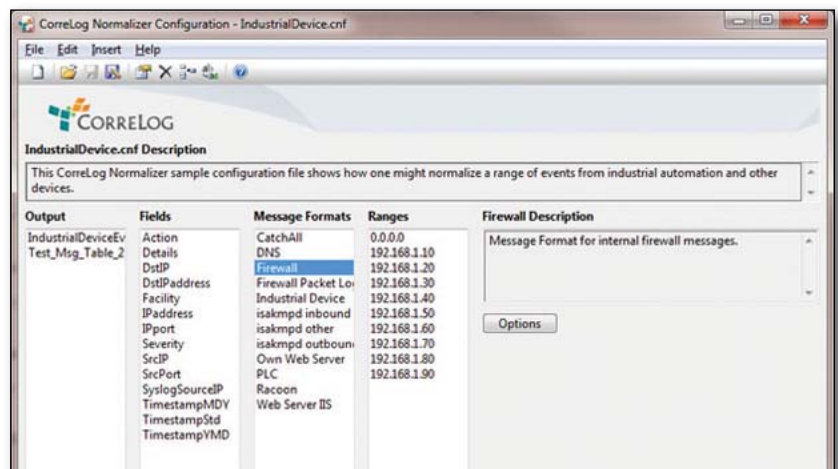 CorreLog Normalizer Configuration - IndustrialDevice.cnf
File Edit Insert Help
CORRELOG
IndustrialDevice.cnf Description
This CorreLog Normalizer sample configuration file shows how one might normalize a range of events from industrial automation and other
devices.
Output
IndustrialDeviceEv
Test_Msg_Table_2
Fields
Action
Details
DstIP
DstIPaddress
Facility
IPaddress
IPport
Severity
SrcIP
SrcPort
SyslogSourceIP
TimestampMDY
TimestampStd
TimestampYMD
Message Formats
CatchAll
DNS
Firewall
Firewall Packet Lo
Industrial Device
isakmpd inbound
isakmpd other
isakmpd outboun
Own Web Server
PLC
Racoon
Web Server IIS
Ranges
0.0.0.0
192.168.1.10
192.168.1.20
192.168.1.30
192.168.1.40
192.168.1.50
192.168.1.60
192.168.1.70
192.168.1.80
192.168.1.90
Firewall Description
Message Format for internal firewall messages.
Options